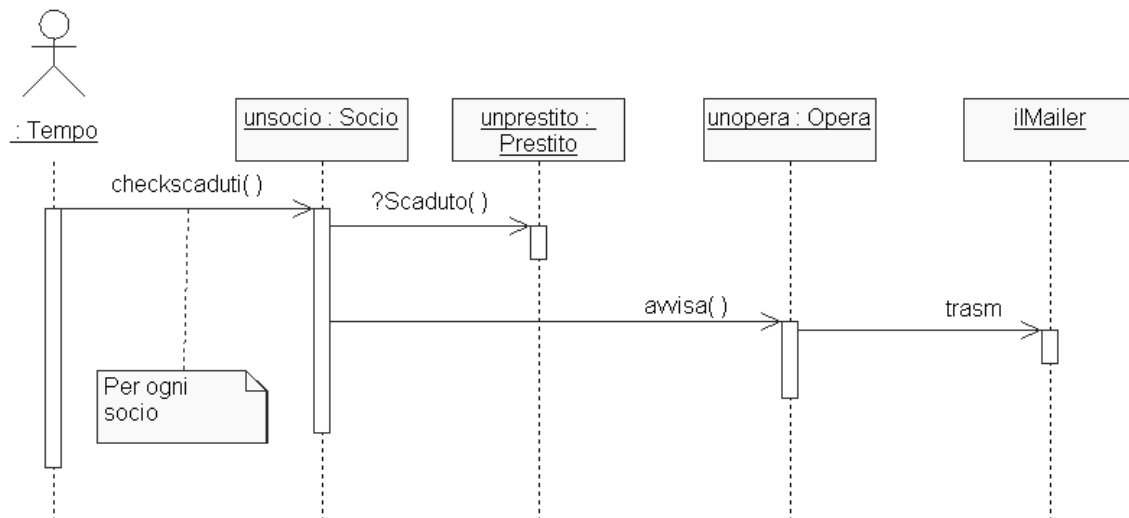 : Tempo
unsocio : Socio
unprestito :
Prestito
unopera : Opera
ilMailer
checkscaduti( )
?Scaduto( )
avvisa( )
trasm
Per ogni
socio